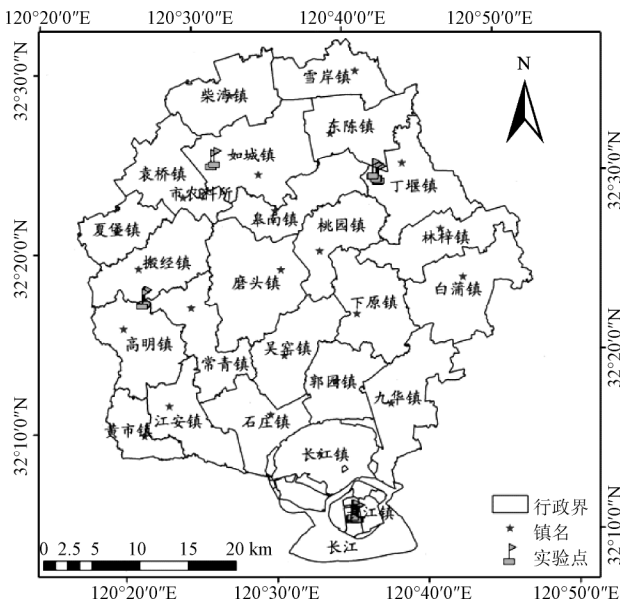 120°20′0″E 120°30′0″E 120°40′0″E 120°50′0″E
32°30′0″N
雪岸镇
柴湾镇
N
东陈镇
如城镇
32°30′0″N
袁桥镇
丁堰镇
市农科所
皋南镇
桃园镇
夏堡镇
林梓镇
32°20′0″N
搬经镇
磨头镇
白蒲镇
下原镇
32°20′0″N
高明镇
吴窑镇
常青镇
郭园镇
九华镇
江安镇
石庄镇
黄市镇
32°10′0″N
长江镇
行政界
江镇
镇名
32°10′0″N
长江
实验点
0 2.5 5 10 15 20 km
120°20′0″E 120°30′0″E 120°40′0″E 120°50′0″E